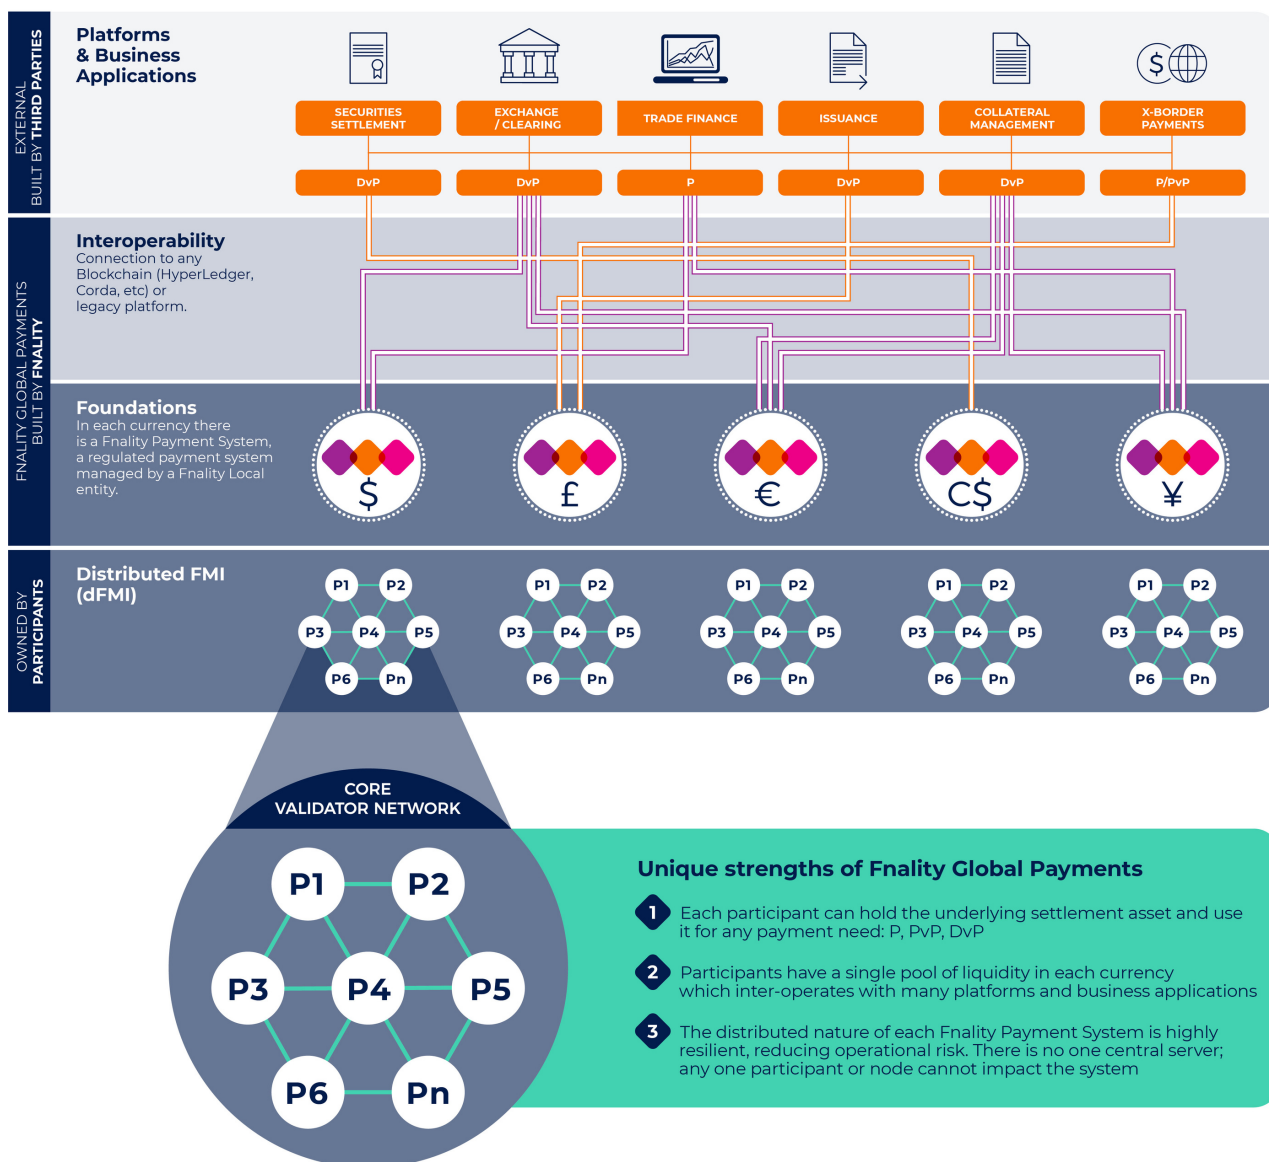 EXTERNAL
BUILT BY THIRD PARTIES
Platforms
& Business
Applications
SECURITIES
SETTLEMENT
EXCHANGE
/ CLEARING
TRADE FINANCE
ISSUANCE
COLLATERAL
MANAGEMENT
$
X-BORDER
PAYMENTS
DvP
DvP
P
DvP
DvP
P/PvP
FNALITY GLOBAL PAYMENTS
BUILT BY FNALITY
Interoperability
Connection to any
Blockchain (HyperLedger,
Corda, etc) or
legacy platform.
Foundations
In each currency there
is a Fnality Payment System,
a regulated payment system
managed by a Fnality Local
entity.
$
£
€
C$
¥
OWNED BY
PARTICIPANTS
Distributed FMI
(dFMI)
P1 P2
P3 P4 P5
P6 Pn
P1 P2
P3 P4 P5
P6 Pn
P1 P2
P3 P4 P5
P6 Pn
P1 P2
P3 P4 P5
P6 Pn
P1 P2
P3 P4 P5
P6 Pn
CORE
VALIDATOR NETWORK
P1 P2
P3 P4 P5
P6 Pn
Unique strengths of Fnality Global Payments
1 Each participant can hold the underlying settlement asset and use
it for any payment need: P, PvP, DvP
2 Participants have a single pool of liquidity in each currency
which inter-operates with many platforms and business applications
3 The distributed nature of each Fnality Payment System is highly
resilient, reducing operational risk. There is no one central server;
any one participant or node cannot impact the system